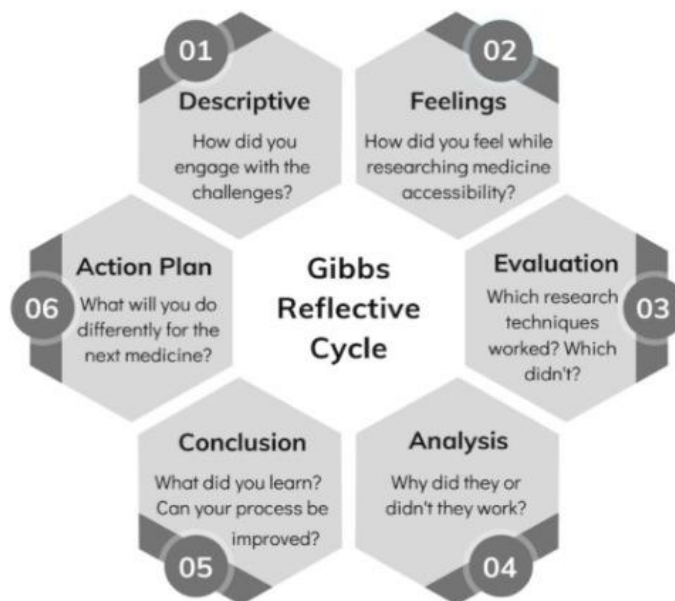 01
Descriptive
How did you
engage with the
challenges?
02
Feelings
How did you feel while
researching medicine
accessibility?
03
Evaluation
Which research
techniques
worked? Which
didn't?
04
Analysis
Why did they or
didn't they work?
05
Conclusion
What did you learn?
Can your process be
improved?
06
Action Plan
What will you do
differently for the
next medicine?
Gibbs
Reflective
Cycle